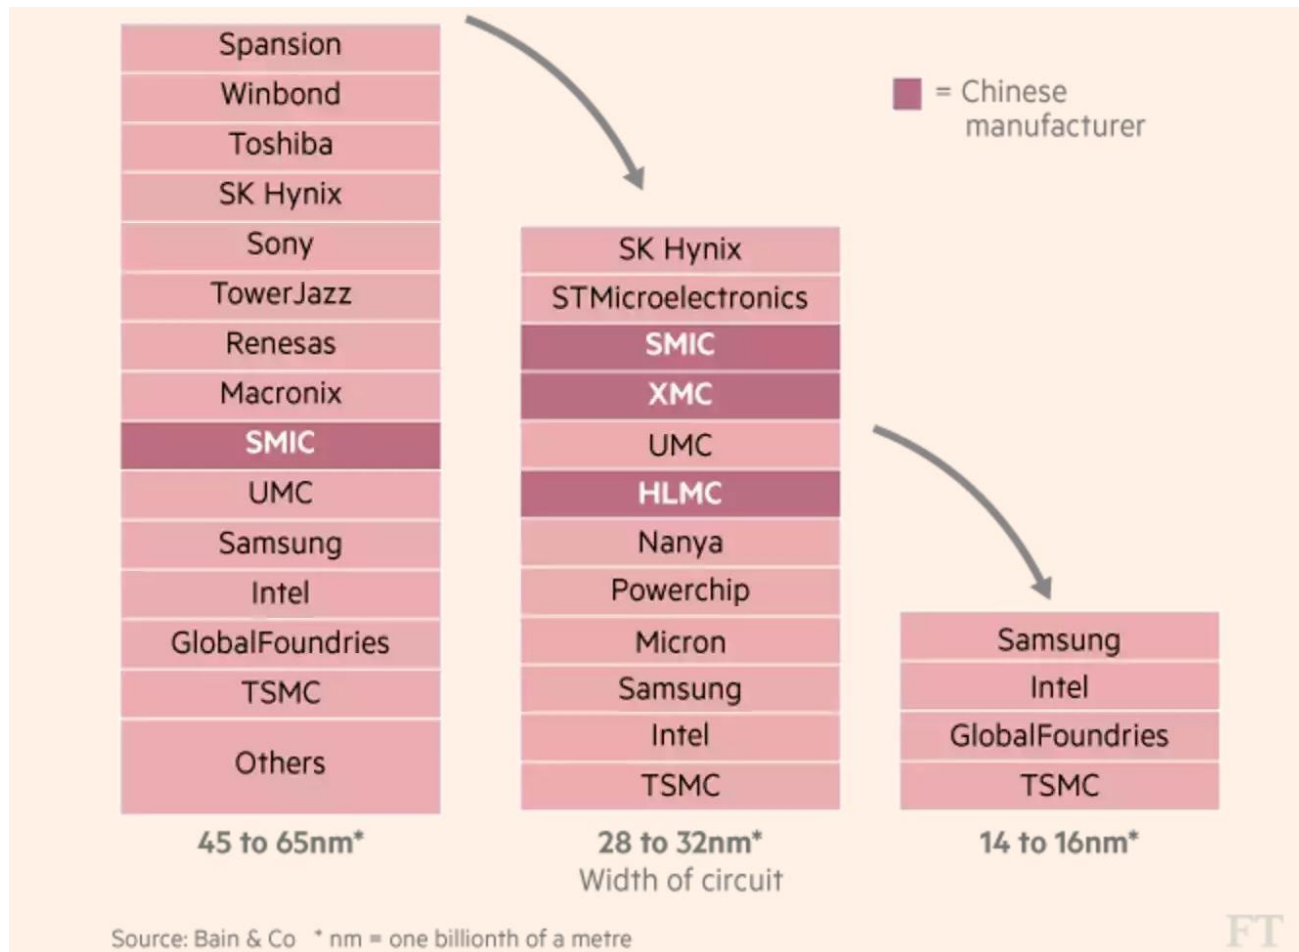 Spansion
Winbond
Toshiba
SK Hynix
Sony
TowerJazz
Renesas
Macronix
SMIC
UMC
Samsung
Intel
GlobalFoundries
TSMC
Others
45 to 65nm*
= Chinese
manufacturer
SK Hynix
STMicroelectronics
SMIC
XMC
UMC
HLMC
Nanya
Powerchip
Micron
Samsung
Intel
TSMC
28 to 32nm*
Width of circuit
Samsung
Intel
GlobalFoundries
TSMC
14 to 16nm*
Source: Bain & Co * nm = one billionth of a metre
FT